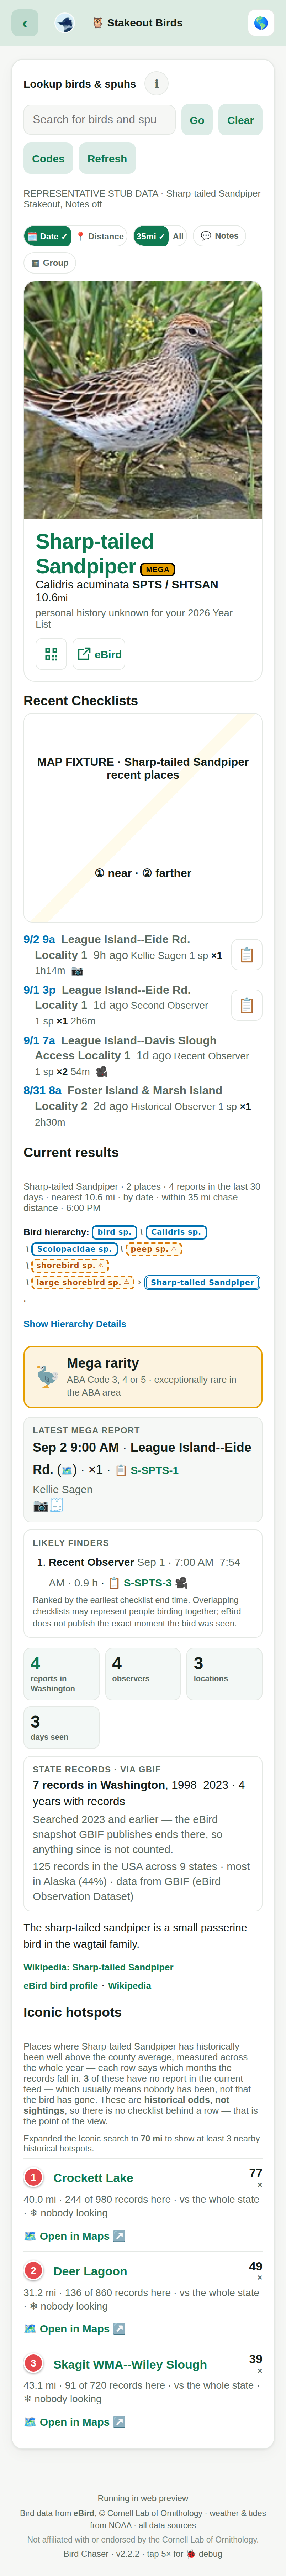 ‹ 🦉 Stakeout Birds 🌎
Lookup birds & spuhs ℹ
Search for birds and spu Go Clear
Codes Refresh
REPRESENTATIVE STUB DATA · Sharp-tailed Sandpiper
Stakeout, Notes off
🗓️ Date ✓ 📍 Distance 35mi ✓ All 💬 Notes
▦ Group
Sharp-tailed
Sandpiper MEGA
Calidris acuminata SPTS / SHTSAN
10.6mi
personal history unknown for your 2026 Year
List
eBird
Recent Checklists
MAP FIXTURE · Sharp-tailed Sandpiper
recent places
① near · ② farther
9/2 9a League Island--Eide Rd.
Locality 1 9h ago Kellie Sagen 1 sp ×1
1h14m 📷 📋
9/1 3p League Island--Eide Rd.
Locality 1 1d ago Second Observer
1 sp ×1 2h6m 📋
9/1 7a League Island--Davis Slough
Access Locality 1 1d ago Recent Observer
1 sp ×2 54m 🎥
8/31 8a Foster Island & Marsh Island
Locality 2 2d ago Historical Observer 1 sp ×1
2h30m
Current results
Sharp-tailed Sandpiper · 2 places · 4 reports in the last 30
days · nearest 10.6 mi · by date · within 35 mi chase
distance · 6:00 PM
Bird hierarchy: bird sp. \ Calidris sp.
\ Scolopacidae sp. \ peep sp. ⚠
\ shorebird sp. ⚠
\ large shorebird sp. ⚠ › Sharp-tailed Sandpiper
.
Show Hierarchy Details
🦤 Mega rarity
ABA Code 3, 4 or 5 · exceptionally rare in
the ABA area
LATEST MEGA REPORT
Sep 2 9:00 AM · League Island--Eide
Rd. (🗺️) · ×1 · 📋 S-SPTS-1
Kellie Sagen
📷🧾
LIKELY FINDERS
1. Recent Observer Sep 1 · 7:00 AM–7:54
AM · 0.9 h · 📋 S-SPTS-3 🎥
Ranked by the earliest checklist end time. Overlapping
checklists may represent people birding together; eBird
does not publish the exact moment the bird was seen.
4 reports in Washington
4 observers
3 locations
3 days seen
STATE RECORDS · VIA GBIF
7 records in Washington, 1998–2023 · 4
years with records
Searched 2023 and earlier — the eBird
snapshot GBIF publishes ends there, so
anything since is not counted.
125 records in the USA across 9 states · most
in Alaska (44%) · data from GBIF (eBird
Observation Dataset)
The sharp-tailed sandpiper is a small passerine
bird in the wagtail family.
Wikipedia: Sharp-tailed Sandpiper
eBird bird profile · Wikipedia
Iconic hotspots
Places where Sharp-tailed Sandpiper has historically
been well above the county average, measured across
the whole year — each row says which months the
records fall in. 3 of these have no report in the current
feed — which usually means nobody has been, not that
the bird has gone. These are historical odds, not
sightings, so there is no checklist behind a row — that is
the point of the view.
Expanded the Iconic search to 70 mi to show at least 3 nearby
historical hotspots.
1 Crockett Lake 77
×
40.0 mi · 244 of 980 records here · vs the whole state
· ❄ nobody looking
🗺️ Open in Maps ↗️
2 Deer Lagoon 49
×
31.2 mi · 136 of 860 records here · vs the whole state
· ❄ nobody looking
🗺️ Open in Maps ↗️
3 Skagit WMA--Wiley Slough 39
×
43.1 mi · 91 of 720 records here · vs the whole state ·
❄ nobody looking
🗺️ Open in Maps ↗️
Running in web preview
Bird data from eBird, © Cornell Lab of Ornithology · weather & tides
from NOAA · all data sources
Not affiliated with or endorsed by the Cornell Lab of Ornithology.
Bird Chaser · v2.2.2 · tap 5× for 🐞 debug